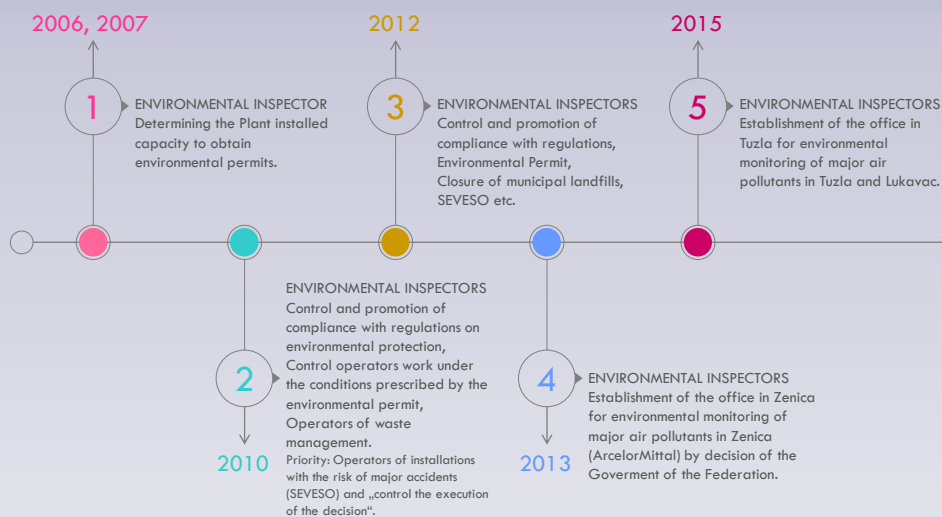 2006, 2007
1
ENVIRONMENTAL INSPECTOR
Determining the Plant installed
capacity to obtain
environmental permits.
2
ENVIRONMENTAL INSPECTORS
Control and promotion of
compliance with regulations on
environmental protection,
Control operators work under
the conditions prescribed by the
environmental permit,
Operators of waste
management.
Priority: Operators of installations
with the risk of major accidents
(SEVESO) and „control the execution
of the decision“.
2010
2012
3
ENVIRONMENTAL INSPECTORS
Control and promotion of
compliance with regulations,
Environmental Permit,
Closure of municipal landfills,
SEVESO etc.
4
ENVIRONMENTAL INSPECTORS
Establishment of the office in Zenica
for environmental monitoring of
major air pollutants in Zenica
(ArcelorMittal) by decision of the
Goverment of the Federation.
2013
2015
5
ENVIRONMENTAL INSPECTORS
Establishment of the office in
Tuzla for environmental
monitoring of major air
pollutants in Tuzla and Lukavac.